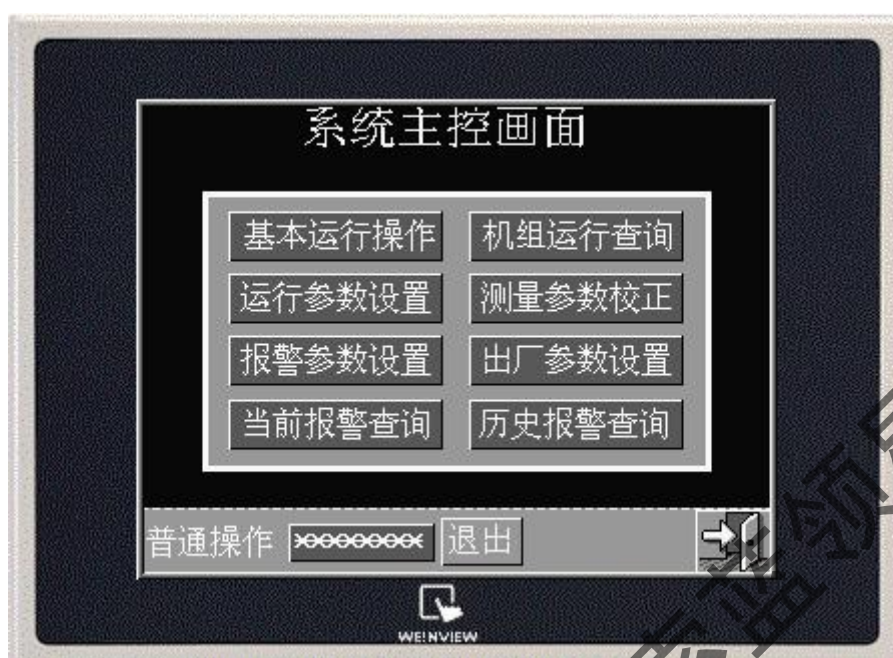 系统主控画面
基本运行操作 机组运行查询
运行参数设置 测量参数校正
报警参数设置 出厂参数设置
当前报警查询 历史报警查询
普通操作 ******** 退出
WEINVIEW